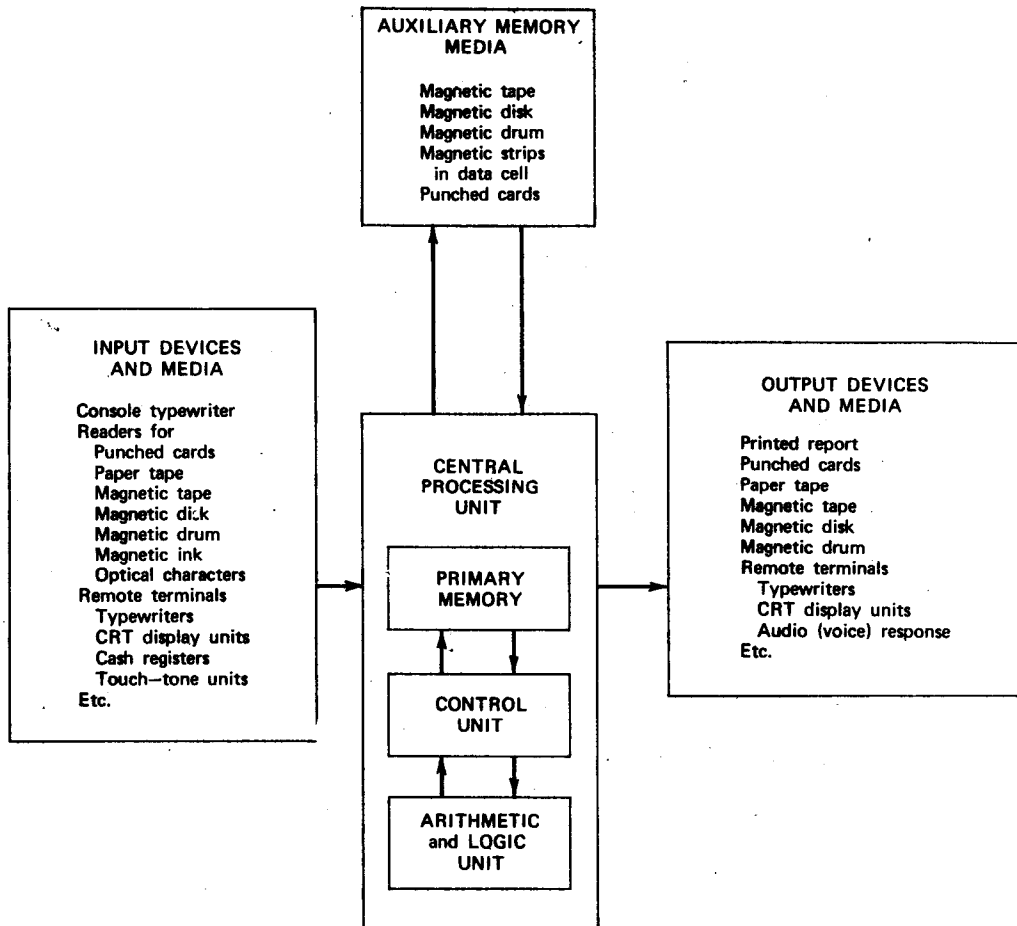 AUXILIARY MEMORY
MEDIA
Magnetic tape
Magnetic disk
Magnetic drum
Magnetic strips
in data cell
Punched cards
INPUT DEVICES
AND MEDIA
Console typewriter
Readers for
Punched cards
Paper tape
Magnetic tape
Magnetic disk
Magnetic drum
Magnetic ink
Optical characters
Remote terminals
Typewriters
CRT display units
Cash registers
Touch—tone units
Etc.
CENTRAL
PROCESSING
UNIT
PRIMARY
MEMORY
CONTROL
UNIT
ARITHMETIC
and LOGIC
UNIT
OUTPUT DEVICES
AND MEDIA
Printed report
Punched cards
Paper tape
Magnetic tape
Magnetic disk
Magnetic drum
Remote terminals
Typewriters
CRT display units
Audio (voice) response
Etc.